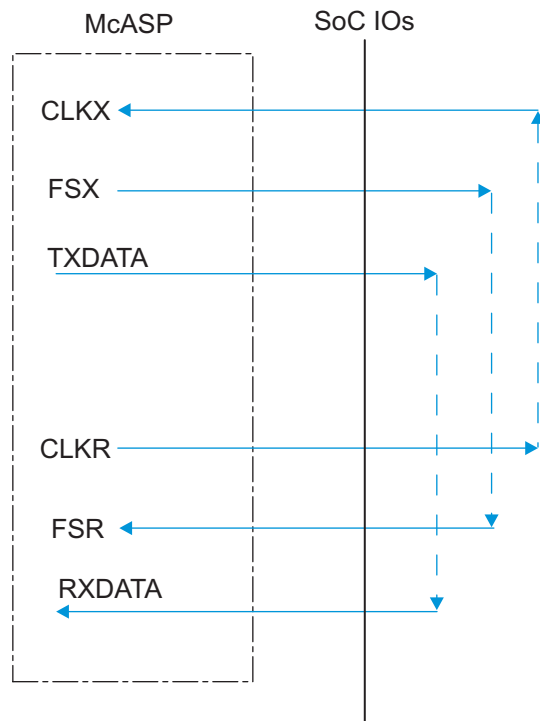 McASP
SoC IOs
CLKX
FSX
TXDATA
CLKR
FSR
RXDATA